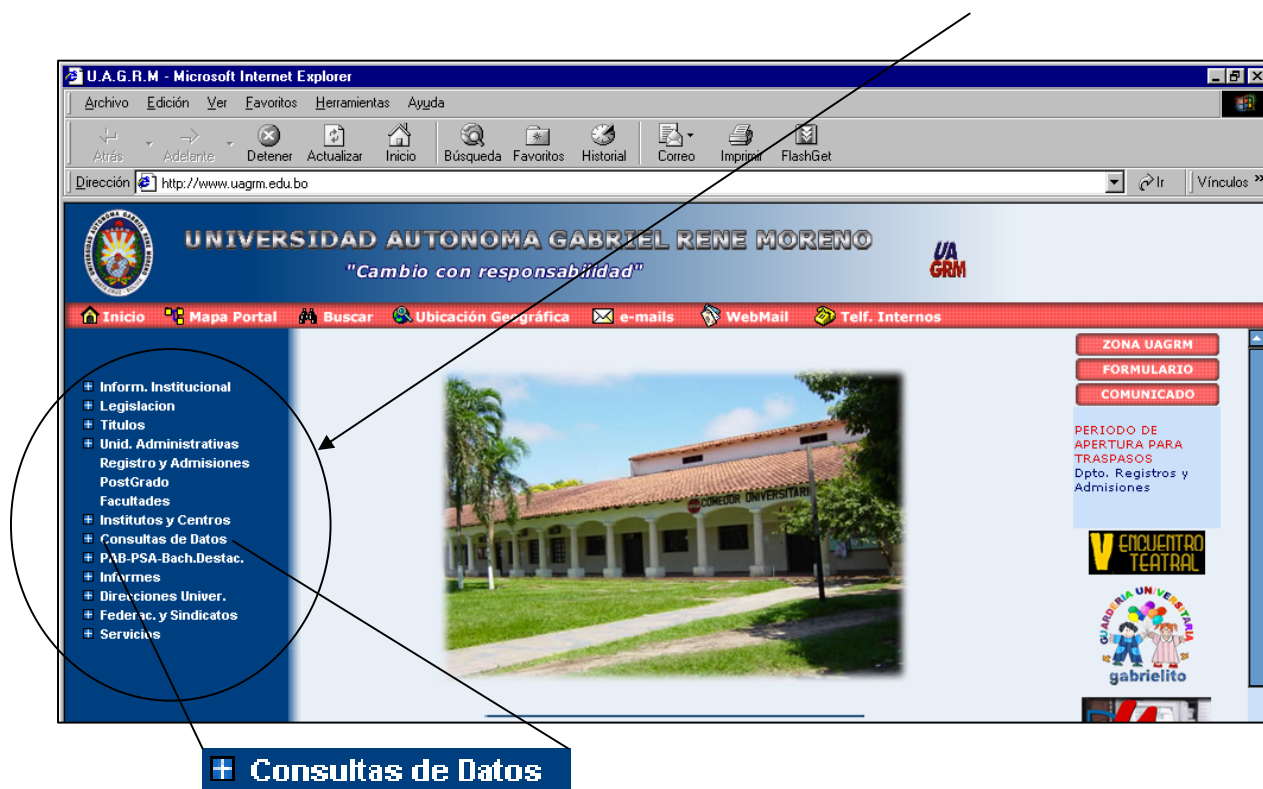 U.A.G.R.M - Microsoft Internet Explorer
Archivo Edición Ver Favoritos Herramientas Ayuda
Atrás Adelante Detener Actualizar Inicio Búsqueda Favoritos Historial Correo Imprimir FlashGet
Dirección http://www.uagrm.edu.bo Ir Vínculos »
UNIVERSIDAD AUTONOMA GABRIEL RENE MORENO
"Cambio con responsabilidad"
UA
GRM
Inicio Mapa Portal Buscar Ubicación Geográfica e-mails WebMail Telf. Internos
Inform. Institucional
Legislacion
Titulos
Unid. Administrativas
Registro y Admisiones
PostGrado
Facultades
Institutos y Centros
Consultas de Datos
PAB-PSA-Bach.Destac.
Informes
Direcciones Univer.
Federac. y Sindicatos
Servicios
COMEDOR UNIVERSITARI
ZONA UAGRM
FORMULARIO
COMUNICADO
PERIODO DE
APERTURA PARA
TRASPASOS
Dpto. Registros y
Admisiones
V ENCUENTRO
TEATRAL
GUARDERIA UNIVERSITARIA
gabrielito
Consultas de Datos